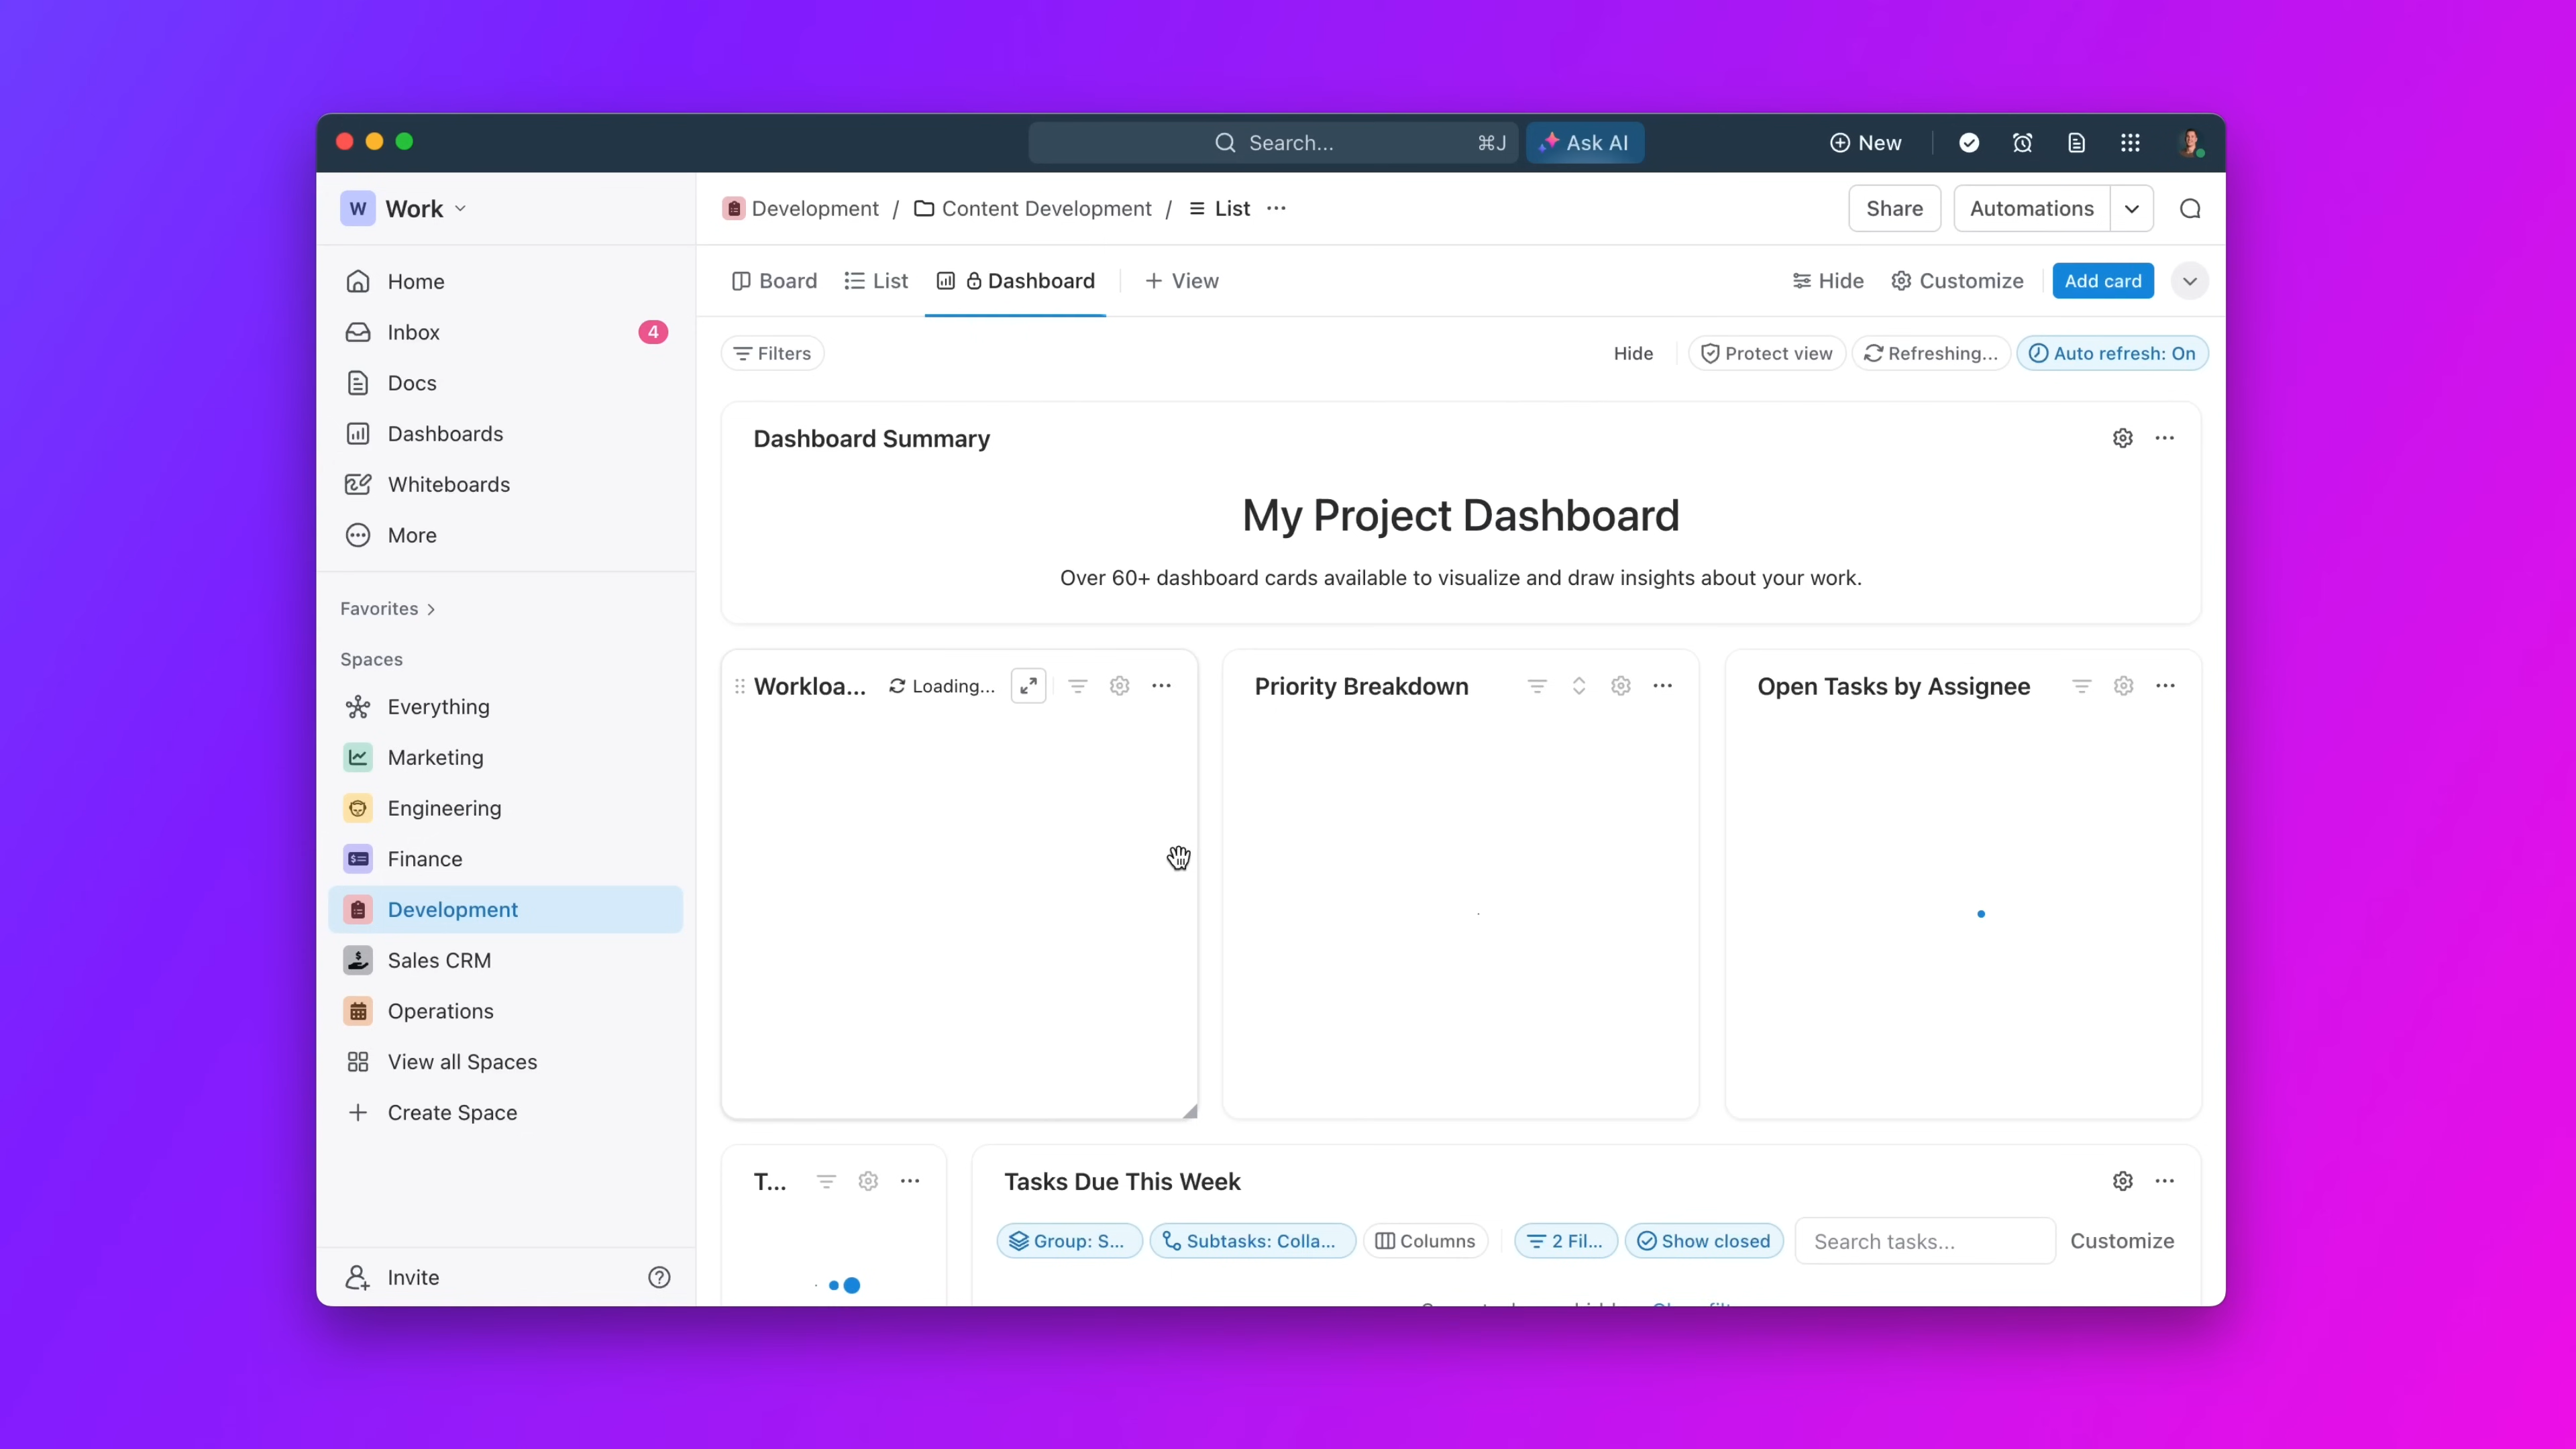 Search...
⌘J
Ask AI
New
W
Work
Development / Content Development / List
Share
Automations
Home
Inbox
4
Docs
Dashboards
Whiteboards
More
Favorites
Spaces
Everything
Marketing
Engineering
Finance
Development
Sales CRM
Operations
View all Spaces
Create Space
Invite
Board
List
Dashboard
View
Hide
Customize
Add card
Filters
Hide
Protect view
Refreshing...
Auto refresh: On
Dashboard Summary
My Project Dashboard
Over 60+ dashboard cards available to visualize and draw insights about your work.
Workloa...
Loading...
Priority Breakdown
Open Tasks by Assignee
T...
Tasks Due This Week
Group: S...
Subtasks: Colla...
Columns
2 Fil...
Show closed
Search tasks...
Customize